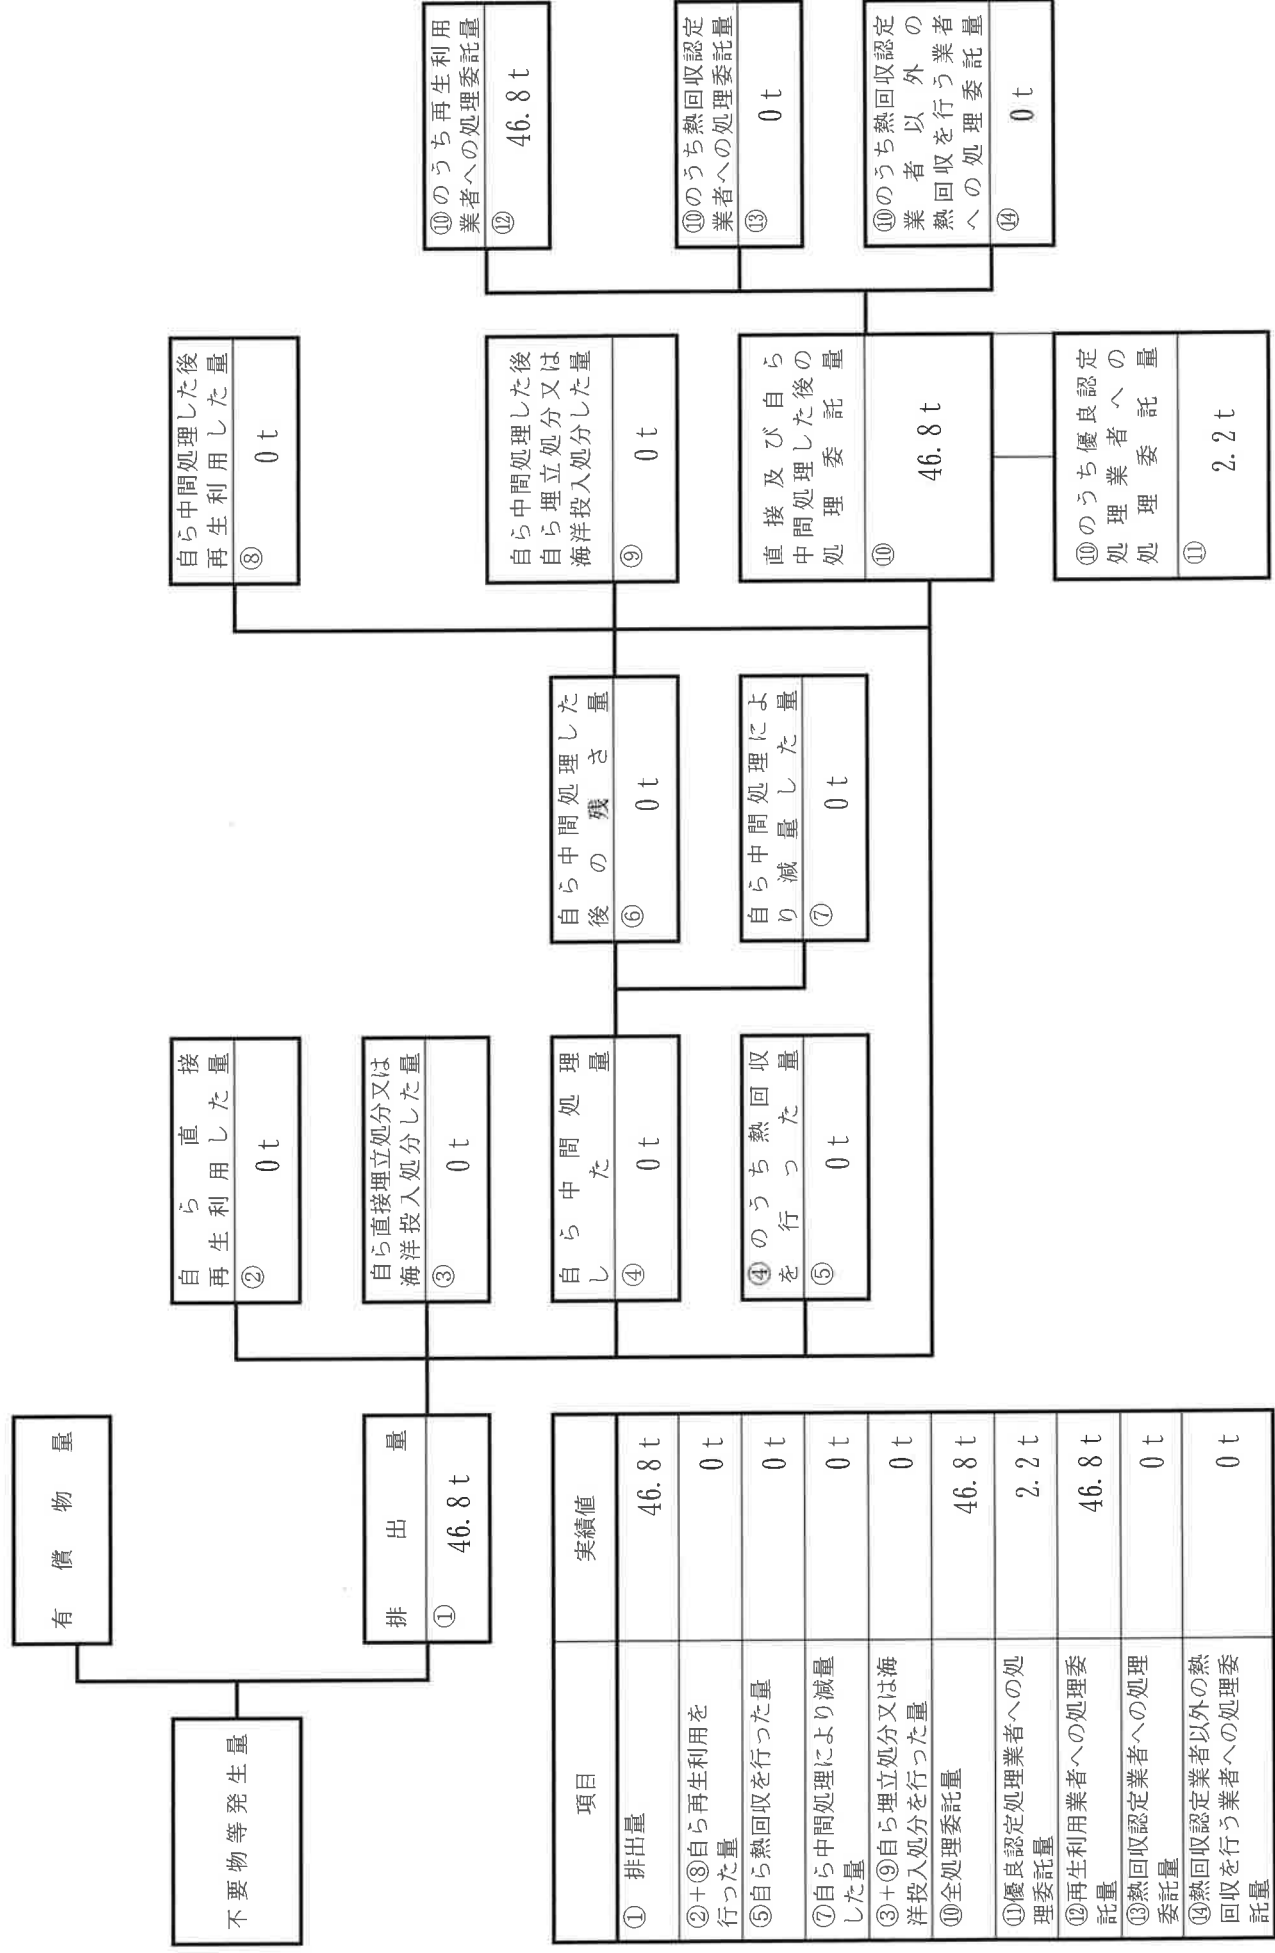 不要物等発生量
有償物量
排出量
① 46.8t
自ら直接
再生利用した量
② 0t
自ら直接埋立処分又は
海洋投入処分した量
③ 0t
自ら中間処理
した量
④ 0t
④のうち熱回収
を行った量
⑤ 0t
自ら中間処理した
後の残さ量
⑥ 0t
自ら中間処理によ
り減量した量
⑦ 0t
自ら中間処理した後
再生利用した量
⑧ 0t
自ら中間処理した後
自ら埋立処分又は
海洋投入処分した量
⑨ 0t
直接及び自ら
中間処理した後の
処理委託量
⑩ 46.8t
⑩のうち優良認定
処理業者への
処理委託量
⑪ 2.2t
⑩のうち再生利用
業者への処理委託量
⑫ 46.8t
⑩のうち熱回収認定
業者への処理委託量
⑬ 0t
⑩のうち熱回収認定
業者以外の
熱回収を行う業者
への処理委託量
⑭ 0t
項目 実績値
① 排出量 46.8t
②+⑧自ら再生利用を
行った量 0t
⑤自ら熱回収を行った量 0t
⑦自ら中間処理により減量
した量 0t
③+⑨自ら埋立処分又は海
洋投入処分を行った量 0t
⑩全処理委託量 46.8t
⑪優良認定処理業者への処
理委託量 2.2t
⑫再生利用業者への処理委
託量 46.8t
⑬熱回収認定業者への処理
委託量 0t
⑭熱回収認定業者以外の熱
回収を行う業者への処理委
託量 0t